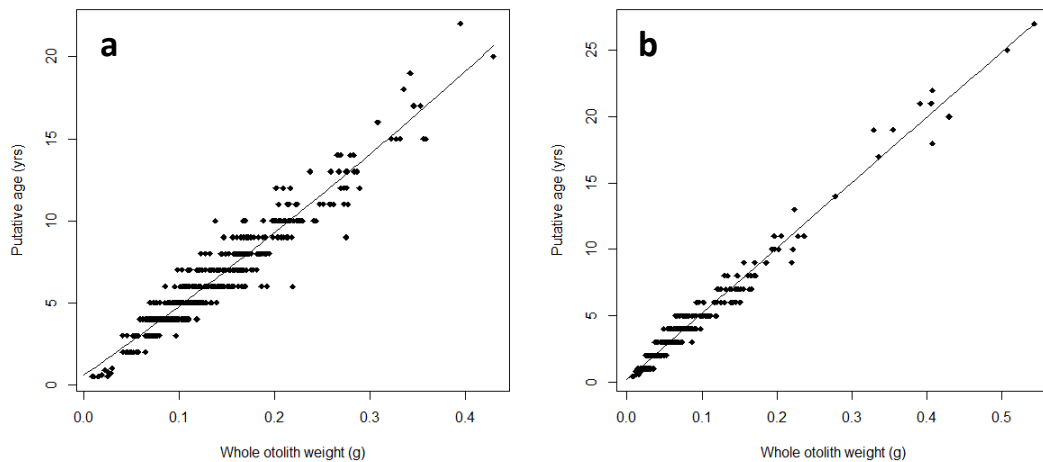 a
20
15
10
5
0
Putative age (yrs)
0.0 0.1 0.2 0.3 0.4
Whole otolith weight (g)
b
25
20
15
10
5
0
Putative age (yrs)
0.0 0.1 0.2 0.3 0.4 0.5
Whole otolith weight (g)